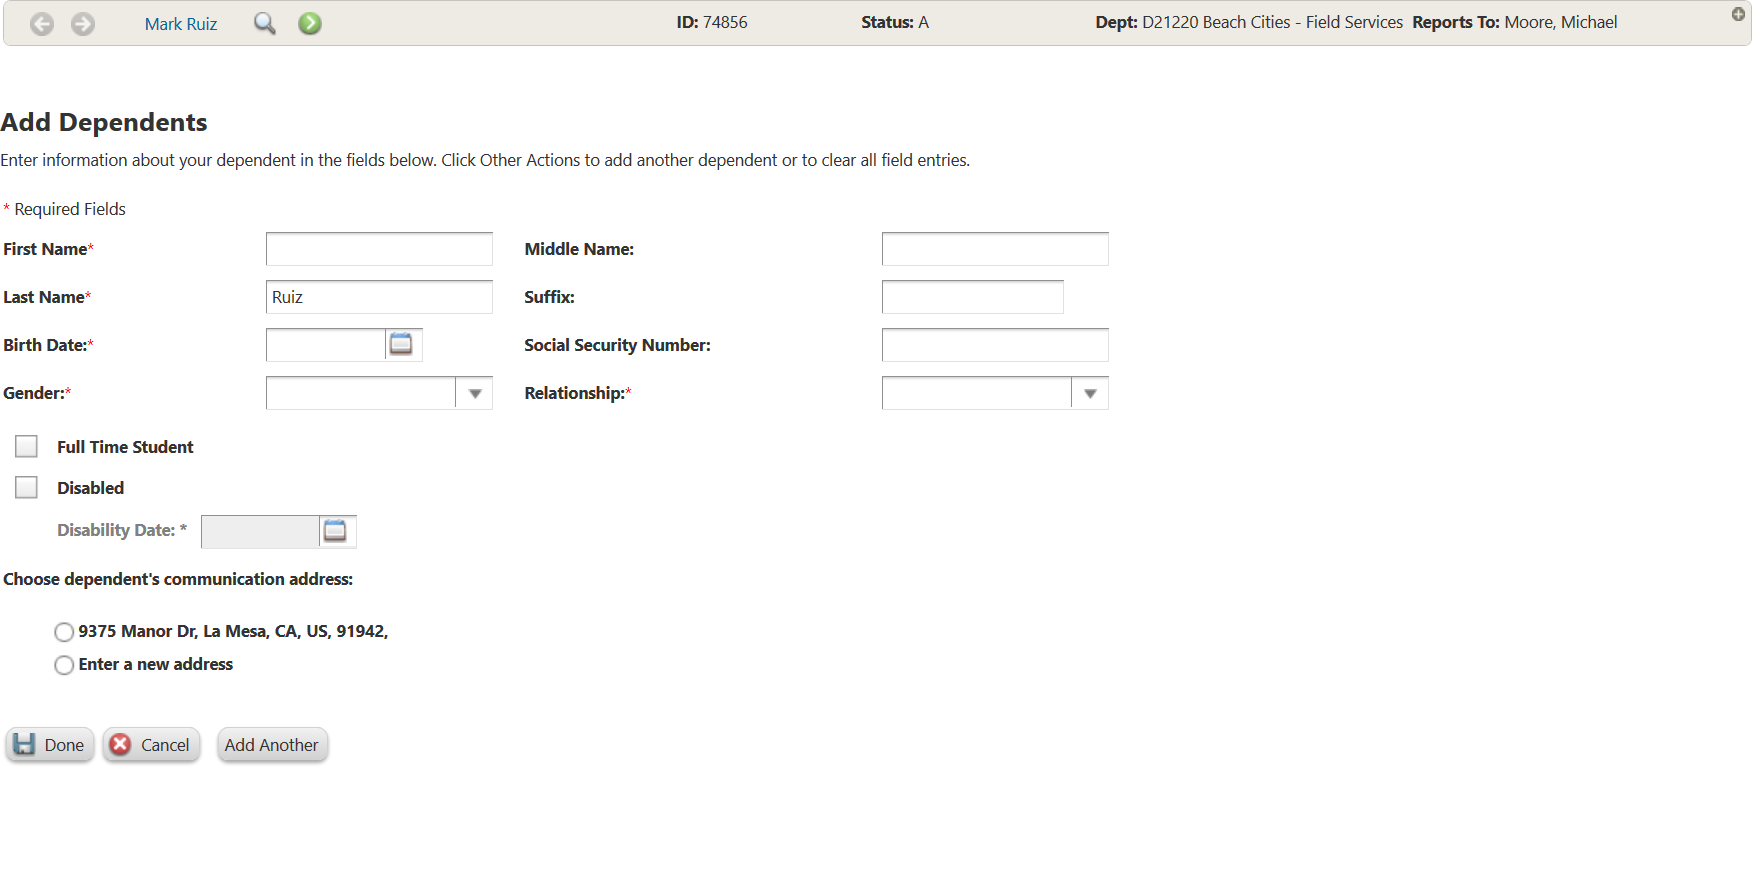 Mark Ruiz ID: 74856 Status: A Dept: D21220 Beach Cities - Field Services Reports To: Moore, Michael
Add Dependents
Enter information about your dependent in the fields below. Click Other Actions to add another dependent or to clear all field entries.
* Required Fields
First Name* Middle Name:
Last Name* Ruiz Suffix:
Birth Date:* Social Security Number:
Gender:* Relationship:*
Full Time Student
Disabled
Disability Date: *
Choose dependent's communication address:
9375 Manor Dr, La Mesa, CA, US, 91942,
Enter a new address
Done Cancel Add Another